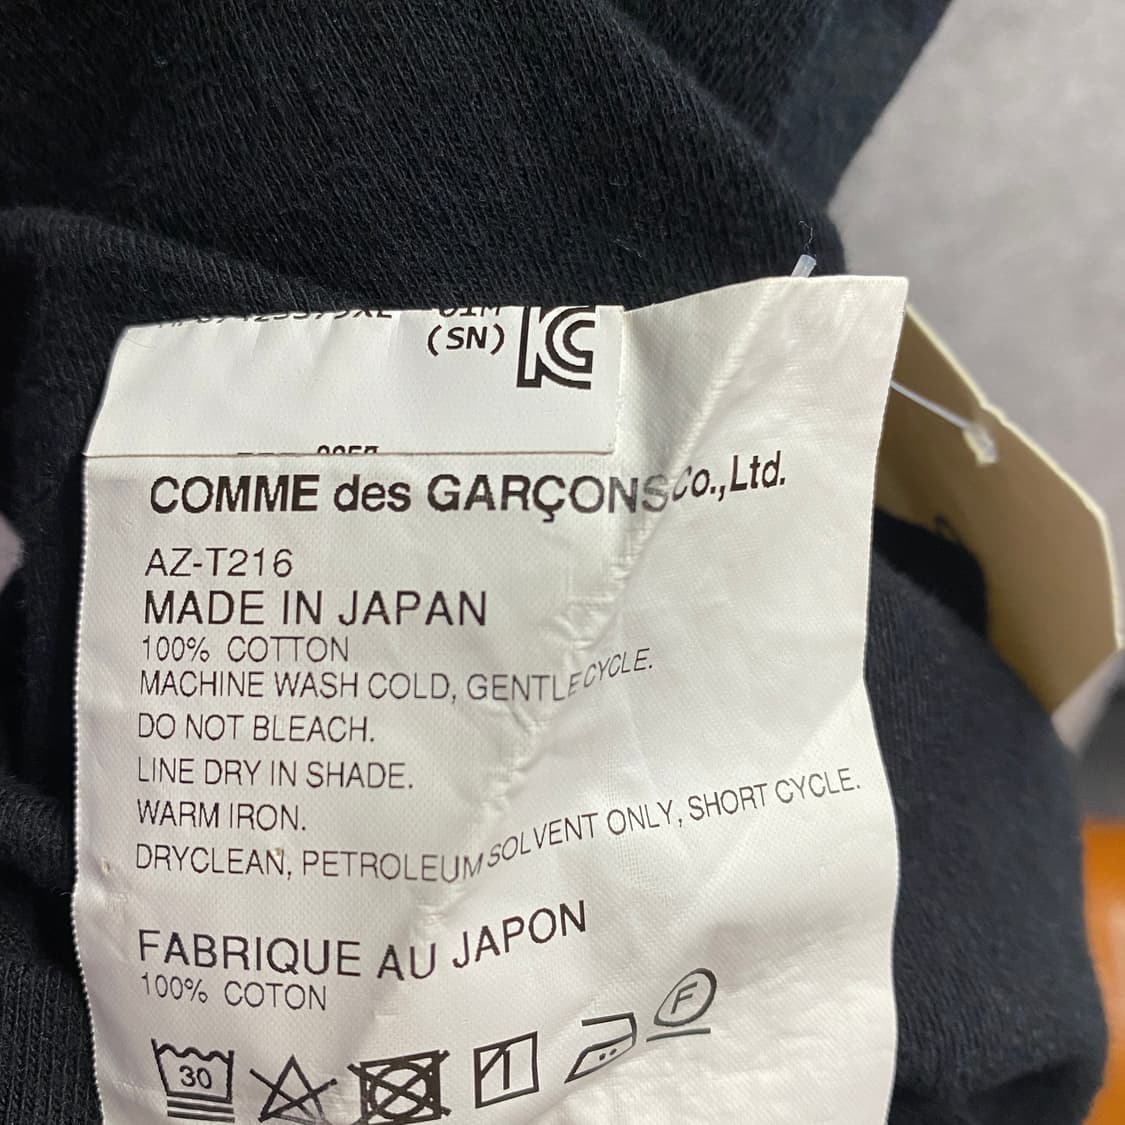 (SN)
COMME des GARÇONS Co.,Ltd.
AZ-T216
MADE IN JAPAN
100% COTTON
MACHINE WASH COLD, GENTLE CYCLE.
DO NOT BLEACH.
LINE DRY IN SHADE.
WARM IRON.
DRYCLEAN, PETROLEUM SOLVENT ONLY, SHORT CYCLE.
FABRIQUE AU JAPON
100% COTON
30
F